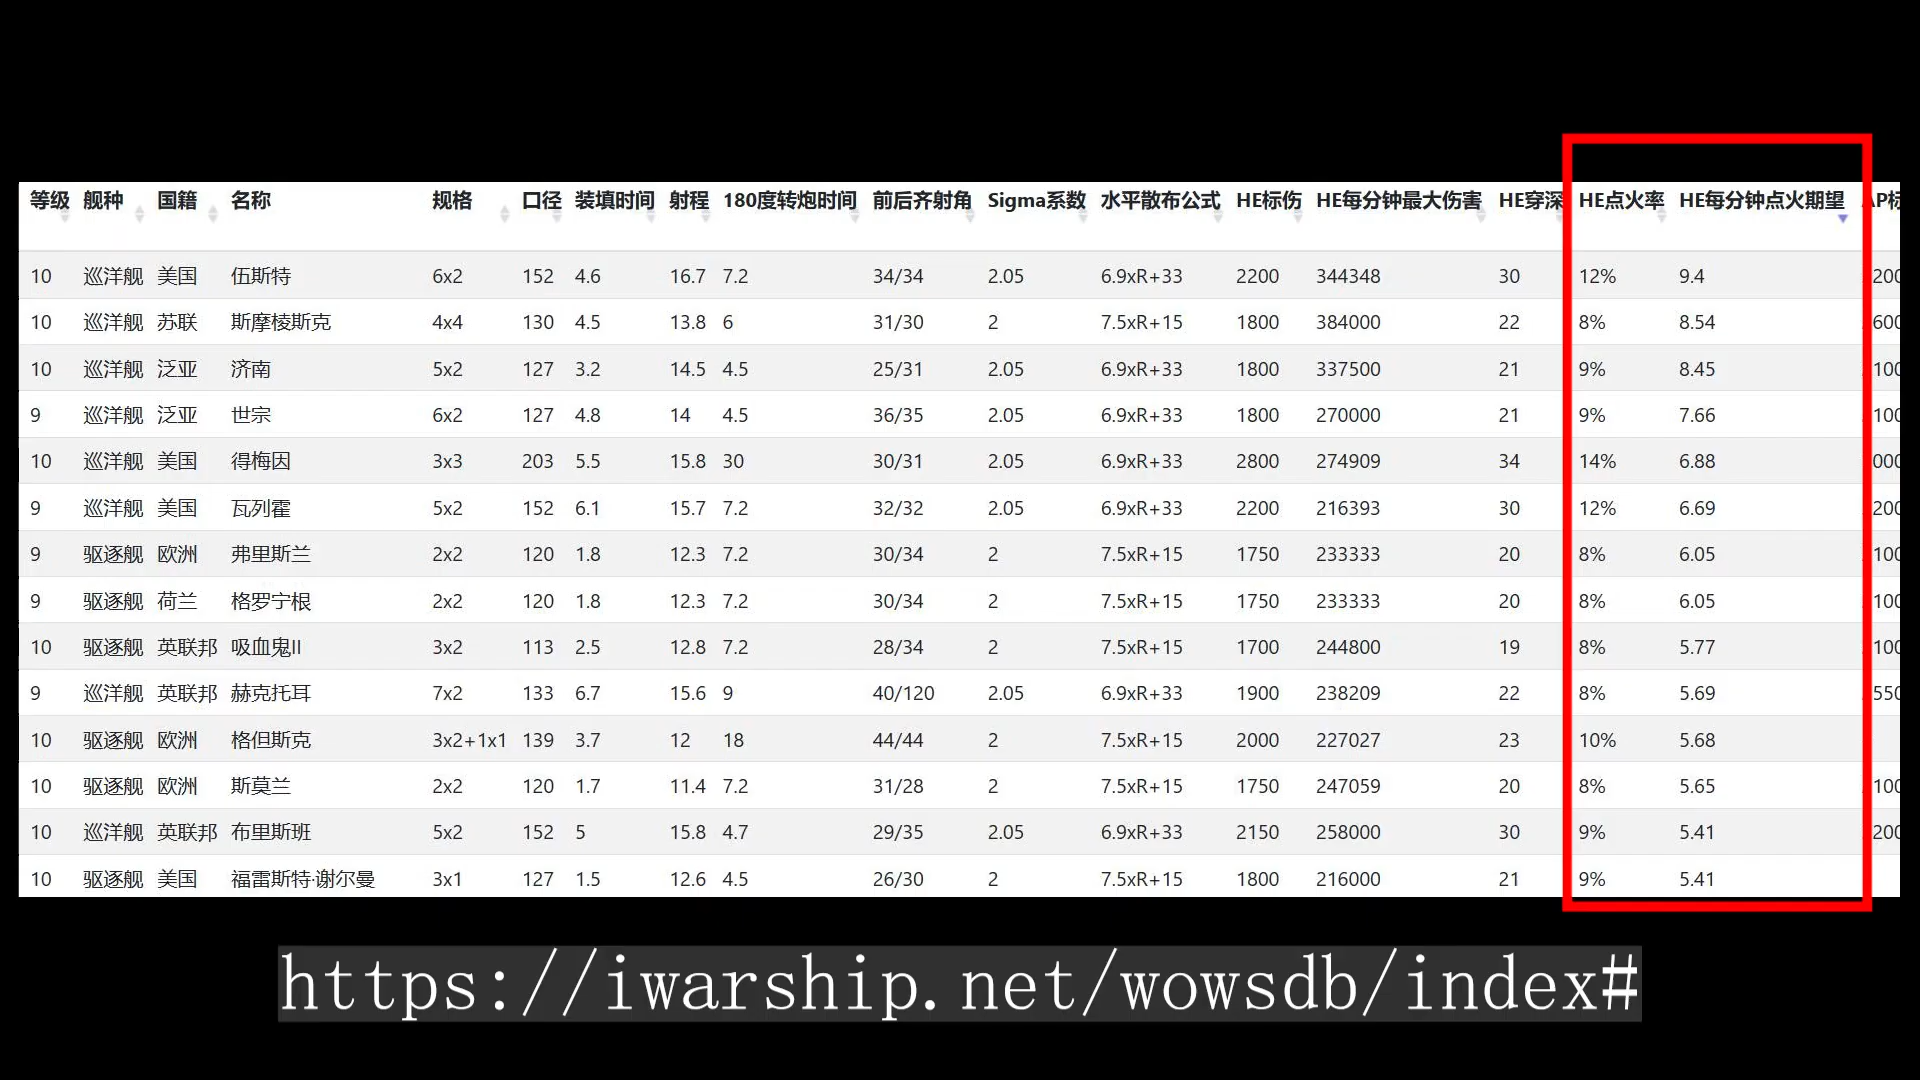 等级 舰种 国籍 名称 规格 口径 装填时间 射程 180度转炮时间 前后齐射角 Sigma系数 水平散布公式 HE标伤 HE每分钟最大伤害 HE穿深 HE点火率 HE每分钟点火期望
10 巡洋舰 美国 伍斯特 6x2 152 4.6 16.7 7.2 34/34 2.05 6.9xR+33 2200 344348 30 12% 9.4
10 巡洋舰 苏联 斯摩棱斯克 4x4 130 4.5 13.8 6 31/30 2 7.5xR+15 1800 384000 22 8% 8.54
10 巡洋舰 泛亚 济南 5x2 127 3.2 14.5 4.5 25/31 2.05 6.9xR+33 1800 337500 21 9% 8.45
9 巡洋舰 泛亚 世宗 6x2 127 4.8 14 4.5 36/35 2.05 6.9xR+33 1800 270000 21 9% 7.66
10 巡洋舰 美国 得梅因 3x3 203 5.5 15.8 30 30/31 2.05 6.9xR+33 2800 274909 34 14% 6.88
9 巡洋舰 美国 瓦列霍 5x2 152 6.1 15.7 7.2 32/32 2.05 6.9xR+33 2200 216393 30 12% 6.69
9 驱逐舰 欧洲 弗里斯兰 2x2 120 1.8 12.3 7.2 30/34 2 7.5xR+15 1750 233333 20 8% 6.05
9 驱逐舰 荷兰 格罗宁根 2x2 120 1.8 12.3 7.2 30/34 2 7.5xR+15 1750 233333 20 8% 6.05
10 驱逐舰 英联邦 吸血鬼II 3x2 113 2.5 12.8 7.2 28/34 2 7.5xR+15 1700 244800 19 8% 5.77
9 巡洋舰 英联邦 赫克托耳 7x2 133 6.7 15.6 9 40/120 2.05 6.9xR+33 1900 238209 22 8% 5.69
10 驱逐舰 欧洲 格但斯克 3x2+1x1 139 3.7 12 18 44/44 2 7.5xR+15 2000 227027 23 10% 5.68
10 驱逐舰 欧洲 斯莫兰 2x2 120 1.7 11.4 7.2 31/28 2 7.5xR+15 1750 247059 20 8% 5.65
10 巡洋舰 英联邦 布里斯班 5x2 152 5 15.8 4.7 29/35 2.05 6.9xR+33 2150 258000 30 9% 5.41
10 驱逐舰 美国 福雷斯特·谢尔曼 3x1 127 1.5 12.6 4.5 26/30 2 7.5xR+15 1800 216000 21 9% 5.41
https://iwarship.net/wowsdb/index#